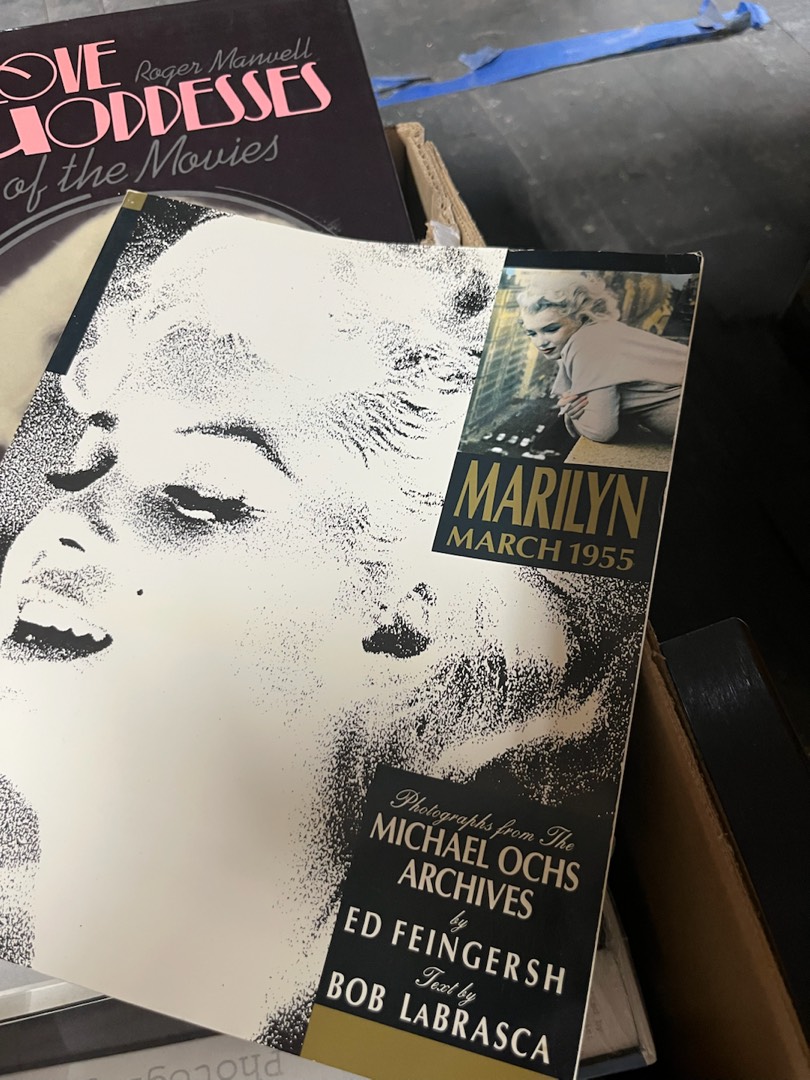 OVE
Roger Manvell
GODDESSES
of the Movies
MARILYN
MARCH 1955
Photographs from The
MICHAEL OCHS
ARCHIVES
by
ED FEINGERSH
Text by
BOB LaBRASCA